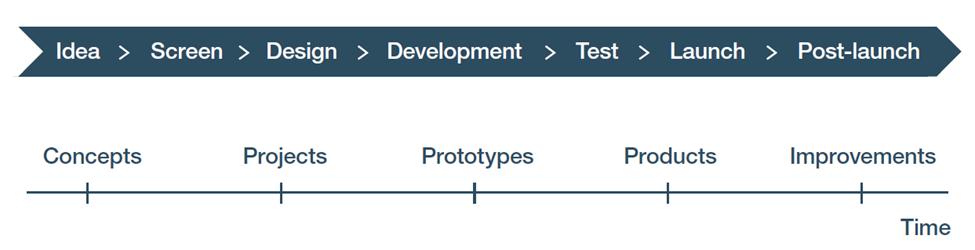 Idea > Screen > Design > Development > Test > Launch > Post-launch
Concepts Projects Prototypes Products Improvements
Time